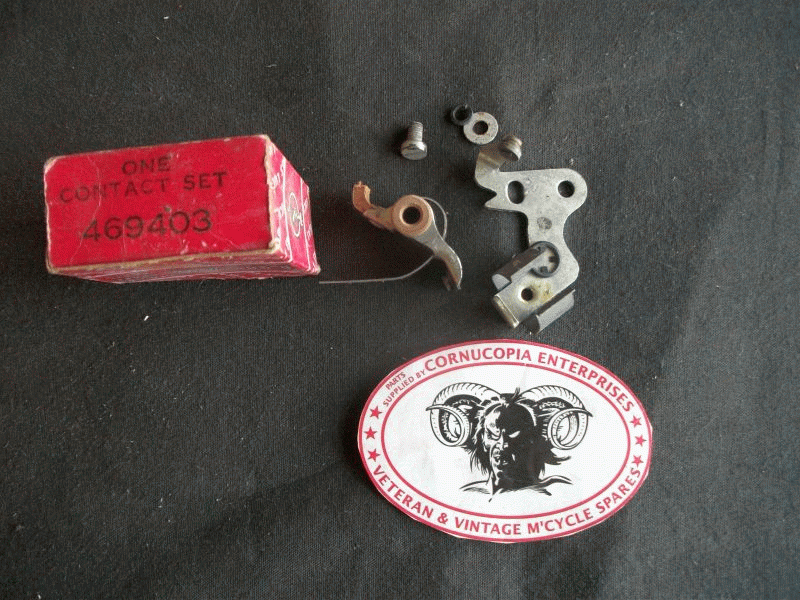 ONE
CONTACT SET
469403
PARTS
SUPPLIED BY
CORNUCOPIA ENTERPRISES
VETERAN & VINTAGE M'CYCLE SPARES